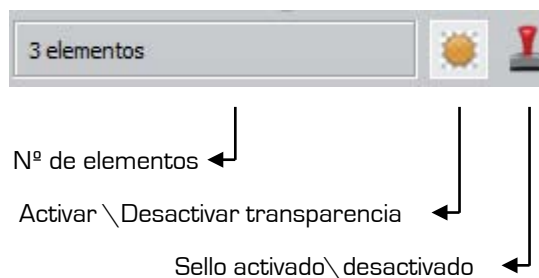 3 elementos
Nº de elementos
Activar \ Desactivar transparencia
Sello activado\ desactivado